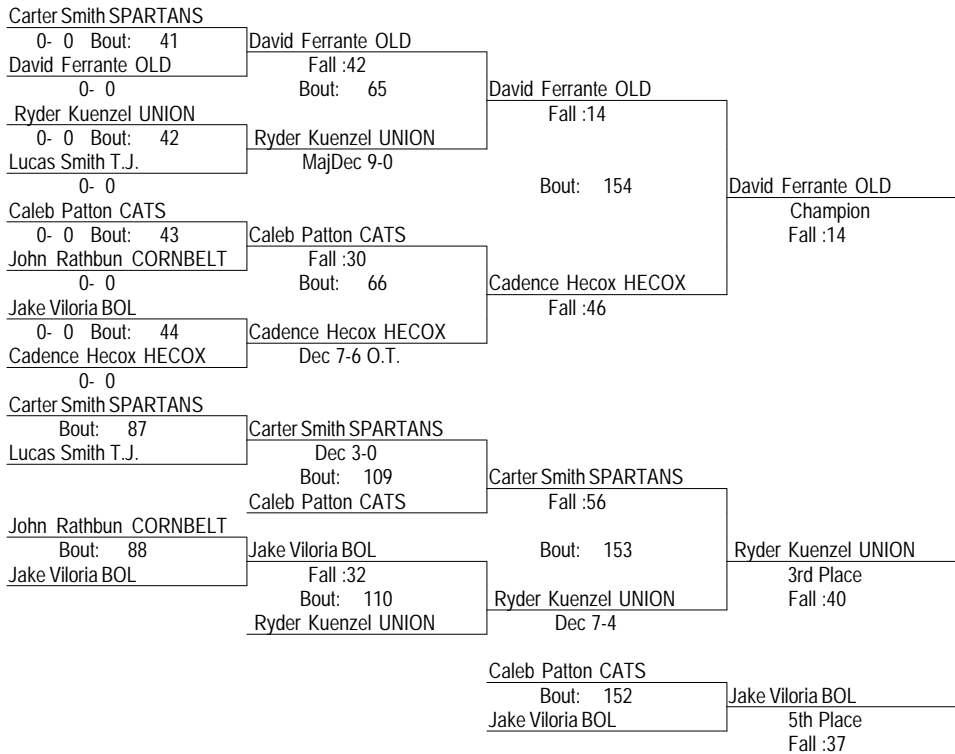 Carter Smith SPARTANS
0- 0 Bout: 41
David Ferrante OLD
David Ferrante OLD
Fall :42
0- 0
Bout: 65
David Ferrante OLD
Ryder Kuenzel UNION
Fall :14
0- 0 Bout: 42
Ryder Kuenzel UNION
Lucas Smith T.J.
MajDec 9-0
0- 0
Bout: 154
David Ferrante OLD
Caleb Patton CATS
Champion
0- 0 Bout: 43
Caleb Patton CATS
Fall :14
John Rathbun CORNBELT
Fall :30
0- 0
Bout: 66
Cadence Hecox HECOX
Jake Viloria BOL
Fall :46
0- 0 Bout: 44
Cadence Hecox HECOX
Cadence Hecox HECOX
Dec 7-6 O.T.
0- 0
Carter Smith SPARTANS
Bout: 87
Carter Smith SPARTANS
Lucas Smith T.J.
Dec 3-0
Bout: 109
Carter Smith SPARTANS
Caleb Patton CATS
Fall :56
John Rathbun CORNBELT
Bout: 88
Jake Viloria BOL
Bout: 153
Ryder Kuenzel UNION
Jake Viloria BOL
Fall :32
3rd Place
Bout: 110
Ryder Kuenzel UNION
Fall :40
Ryder Kuenzel UNION
Dec 7-4
Caleb Patton CATS
Bout: 152
Jake Viloria BOL
Jake Viloria BOL
5th Place
Fall :37